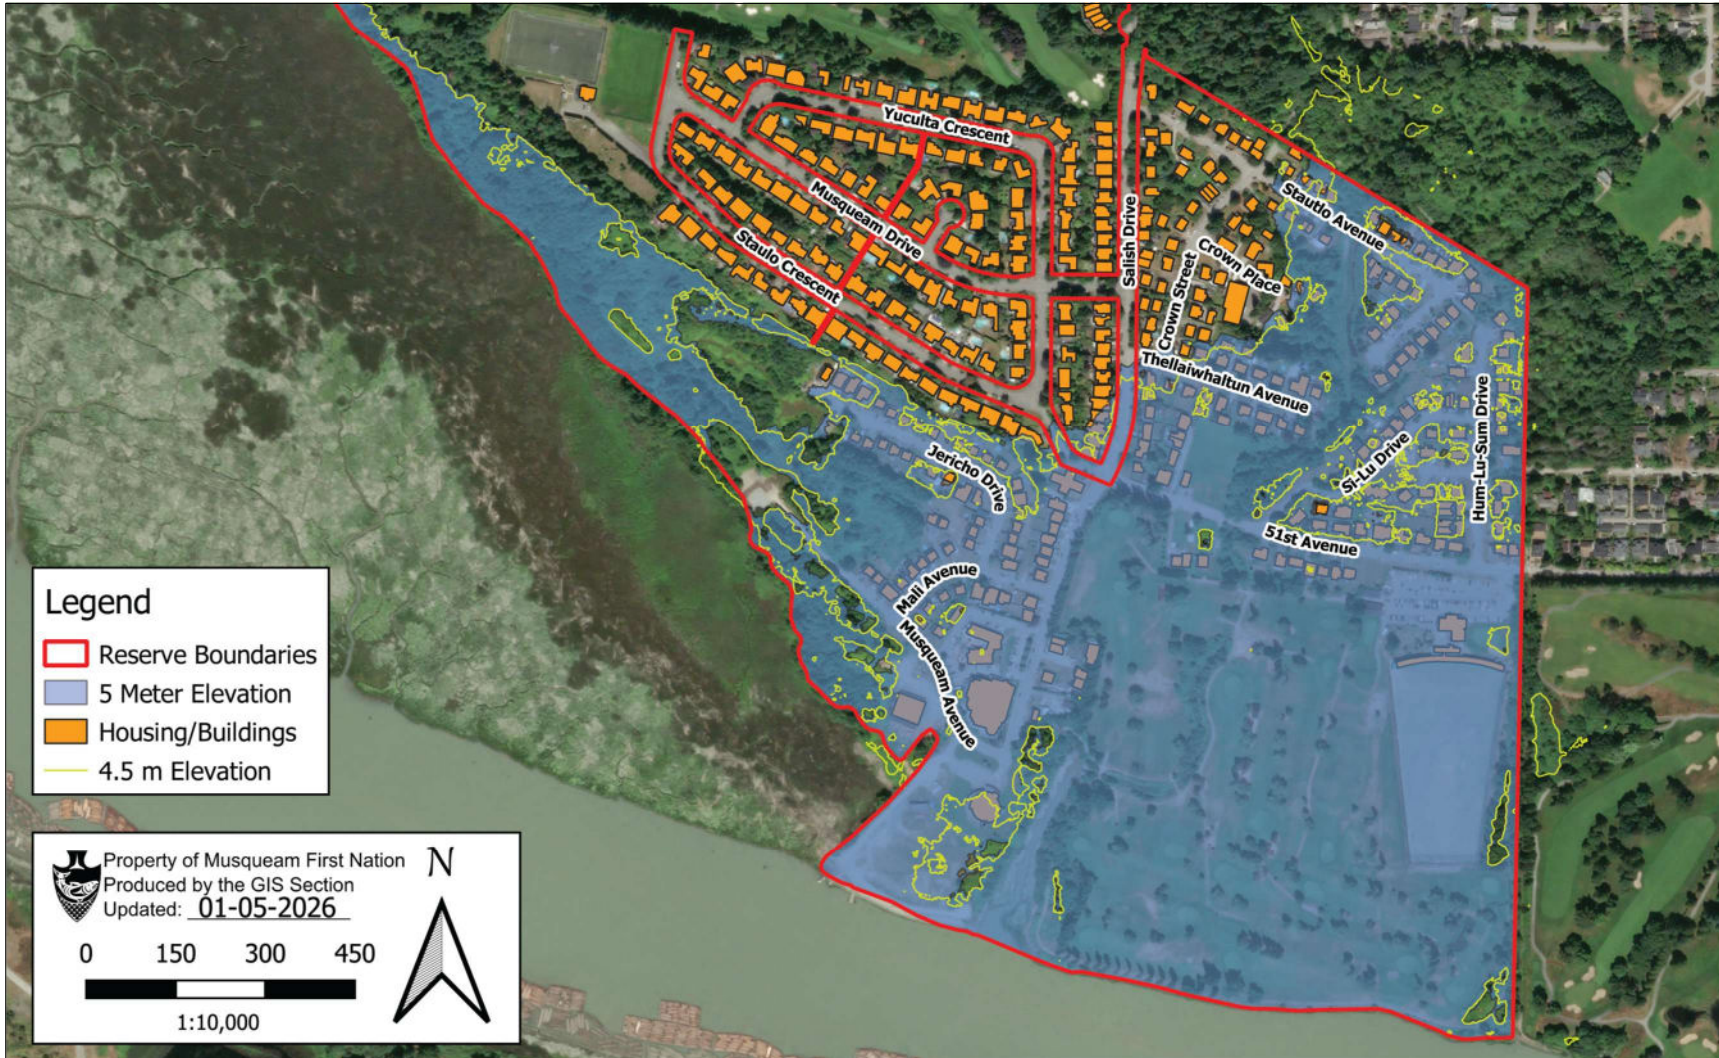 Yuculta Crescent
Musqueam Drive
Staulo Crescent
Salish Drive
Stautlo Avenue
Crown Place
Crown Street
Thellaiwhaltun Avenue
Jericho Drive
Si-Lu Drive
Hum-Lu-Sum Drive
51st Avenue
Mali Avenue
Musqueam Avenue
Legend
Reserve Boundaries
5 Meter Elevation
Housing/Buildings
4.5 m Elevation
Property of Musqueam First Nation
Produced by the GIS Section
Updated: 01-05-2026
N
0 150 300 450
1:10,000